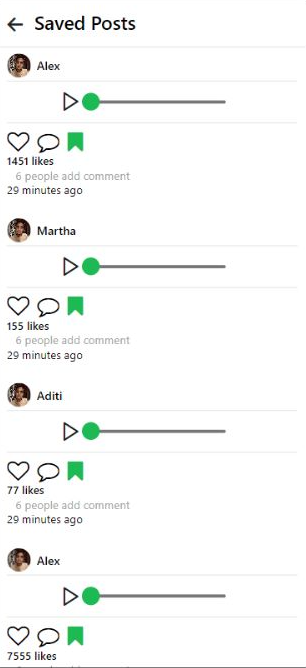 Saved Posts
Alex
1451 likes
6 people add comment
29 minutes ago
Martha
155 likes
6 people add comment
29 minutes ago
Aditi
77 likes
6 people add comment
29 minutes ago
Alex
7555 likes